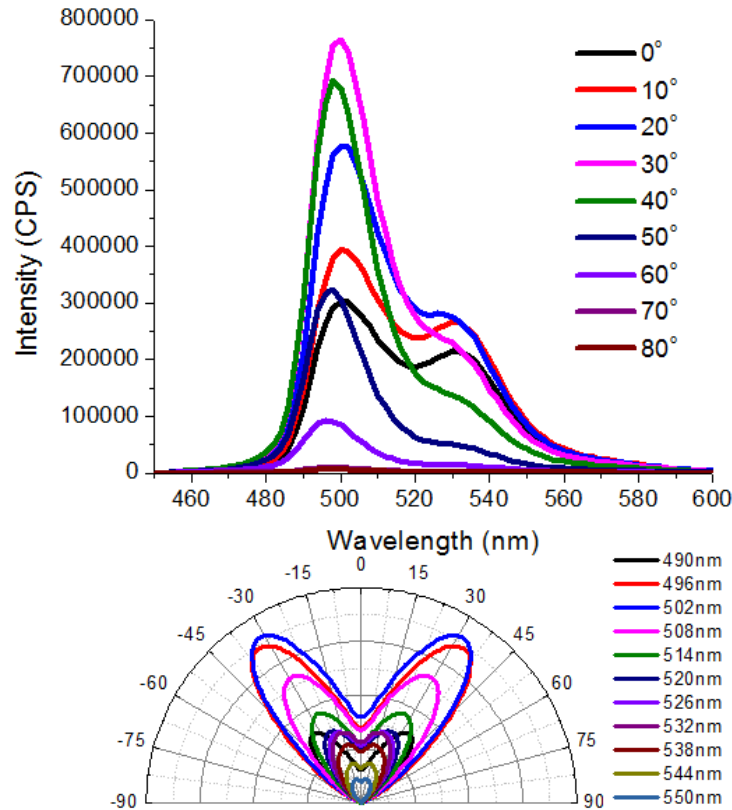 800000
700000
600000
500000
400000
300000
200000
100000
0
Intensity (CPS)
0°
10°
20°
30°
40°
50°
60°
70°
80°
460 480 500 520 540 560 580 600
Wavelength (nm)
-90 -75 -60 -45 -30 -15 0 15 30 45 60 75 90
490nm
496nm
502nm
508nm
514nm
520nm
526nm
532nm
538nm
544nm
550nm